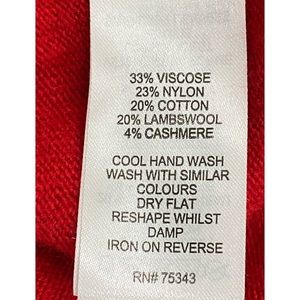 33% VISCOSE
23% NYLON
20% COTTON
20% LAMBSWOOL
4% CASHMERE
COOL HAND WASH
WASH WITH SIMILAR
COLOURS
DRY FLAT
RESHAPE WHILST
DAMP
IRON ON REVERSE
RN# 75343